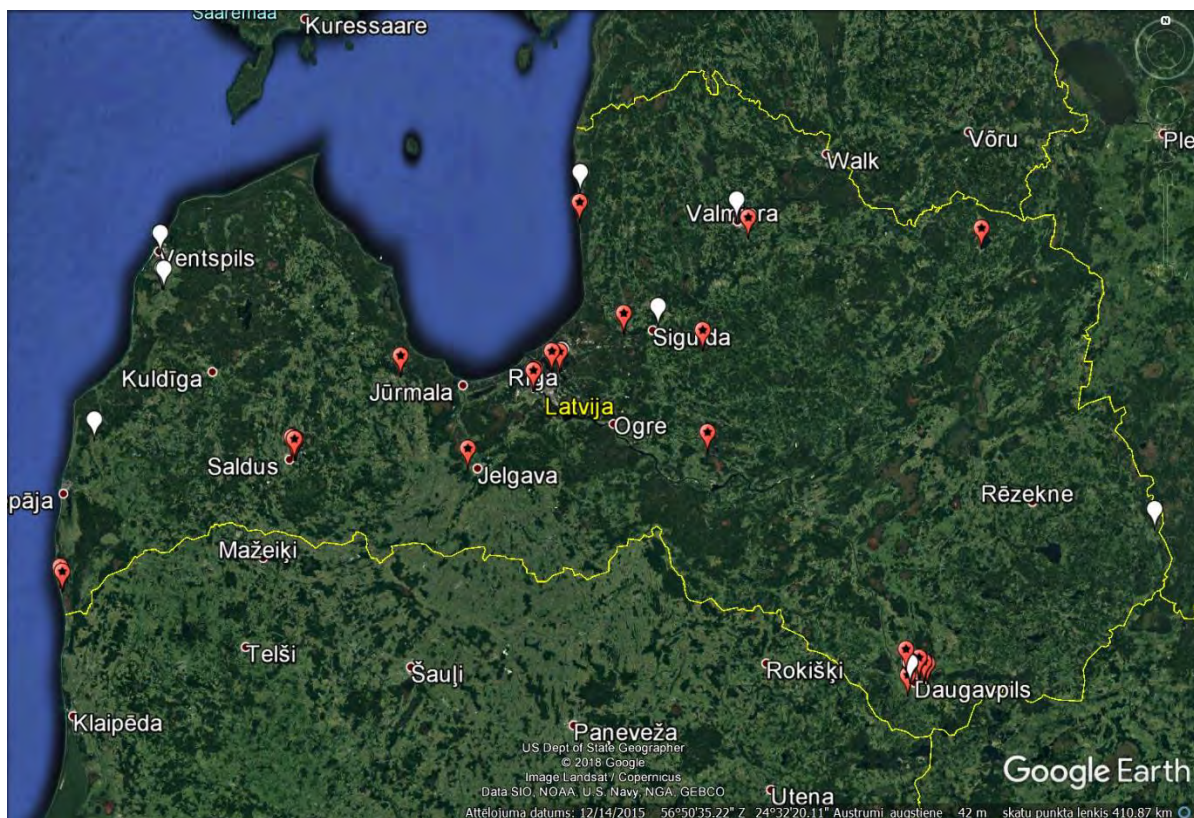 Saaremaa
Kuressaare
N
Võru
Ple
Walk
Valmiera
Ventspils
Sigulda
Kuldīga
Jūrmala
Rīga
Latvija
Ogre
Saldus
Jelgava
epāja
Rēzekne
Mažeiķi
Telši
Šauļi
Rokišķi
Daugavpils
Klaipēda
Paņeveža
US Dept of State Geographer
© 2018 Google
Image Landsat / Copernicus
Data SIO, NOAA, U.S. Navy, NGA, GEBCO
Google Earth
Utena
Attēlojuma datums: 12/14/2015 56°50'35.22" Z 24°32'20.11" Austrumi augstiene 42 m skatu punkta lenķis 410.87 km